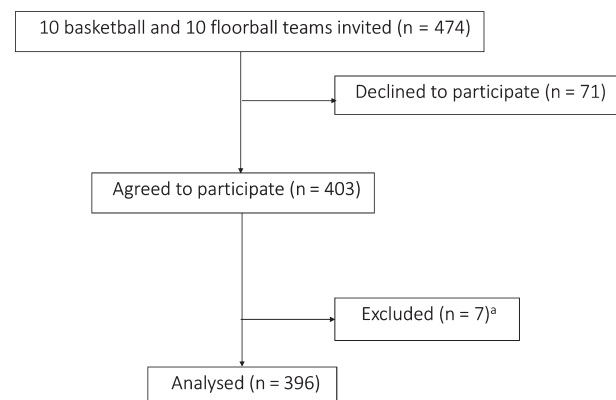 10 basketball and 10 floorball teams invited (n = 474)
Declined to participate (n = 71)
Agreed to participate (n = 403)
Excluded (n = 7)ᵃ
Analysed (n = 396)